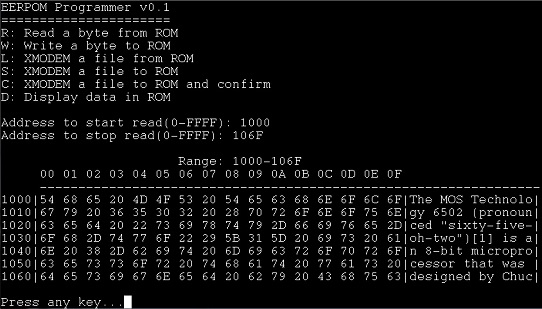 EERPOM Programmer v0.1
=======================
R: Read a byte from ROM
W: Write a byte to ROM
L: XMODEM a file from ROM
S: XMODEM a file to ROM
C: XMODEM a file to ROM and confirm
D: Display data in ROM
Address to start read(0-FFFF): 1000
Address to stop read(0-FFFF): 106F
Range: 1000-106F
00 01 02 03 04 05 06 07 08 09 0A 0B 0C 0D 0E 0F
------------------------------------------------------------------
1000|54 68 65 20 4D 4F 53 20 54 65 63 68 6E 6F 6C 6F|The MOS Technolo|
1010|67 79 20 36 35 30 32 20 28 70 72 6F 6E 6F 75 6E|gy 6502 (pronoun|
1020|63 65 64 20 22 73 69 78 74 79 2D 66 69 76 65 2D|ced "sixty-five-|
1030|6F 68 2D 74 77 6F 22 29 5B 31 5D 20 69 73 20 61|oh-two")[1] is a|
1040|6E 20 38 2D 62 69 74 20 6D 69 63 72 6F 70 72 6F|n 8-bit micropro|
1050|63 65 73 73 6F 72 20 74 68 61 74 20 77 61 73 20|cessor that was |
1060|64 65 73 69 67 6E 65 64 20 62 79 20 43 68 75 63|designed by Chuc|
Press any key...